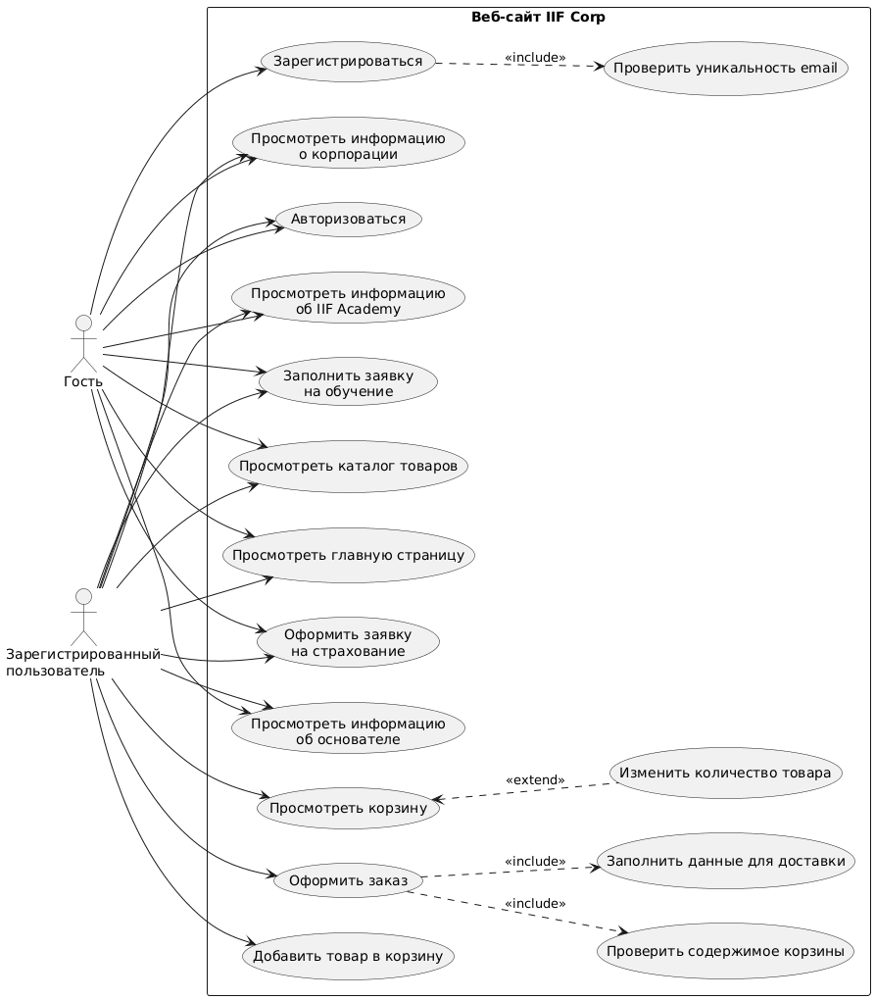 Веб-сайт IIF Corp
Зарегистрироваться
«include»
Проверить уникальность email
Просмотреть информацию
о корпорации
Авторизоваться
Просмотреть информацию
об IIF Academy
Гость
Заполнить заявку
на обучение
Просмотреть каталог товаров
Просмотреть главную страницу
Зарегистрированный
пользователь
Оформить заявку
на страхование
Просмотреть информацию
об основателе
Просмотреть корзину
«extend»
Изменить количество товара
Оформить заказ
«include»
Заполнить данные для доставки
«include»
Проверить содержимое корзины
Добавить товар в корзину